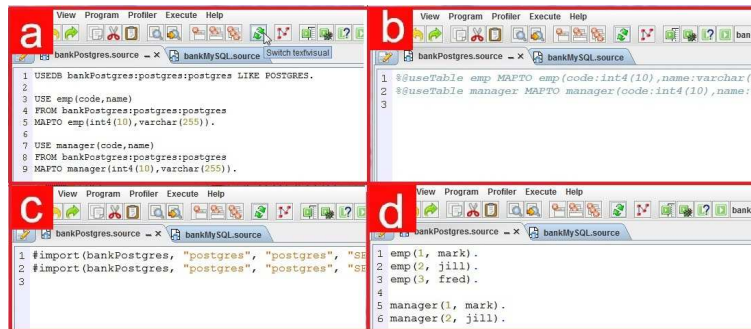 a
View Program Profiler Execute Help
Switch text/visual
bankPostgres.source
bankMySQL.source
1 USEDB bankPostgres:postgres:postgres LIKE POSTGRES.
2
3 USE emp(code,name)
4 FROM bankPostgres:postgres:postgres
5 MAPTO emp(int4(10),varchar(255)).
6
7 USE manager(code,name)
8 FROM bankPostgres:postgres:postgres
9 MAPTO manager(int4(10),varchar(255)).
b
View Program Profiler Execute Help
ban
bankPostgres.source
bankMySQL.source
1 %@useTable emp MAPTO emp(code:int4(10),name:varchar(
2 %@useTable manager MAPTO manager(code:int4(10),name:
3
c
View Program Profiler Execute Help
bankPostgres.source
bankMySQL.source
1 #import(bankPostgres, "postgres", "postgres", "SE
2 #import(bankPostgres, "postgres", "postgres", "SE
3
d
View Program Profiler Execute Help
bank
bankPostgres.source
bankMySQL.source
1 emp(1, mark).
2 emp(2, jill).
3 emp(3, fred).
4
5 manager(1, mark).
6 manager(2, jill).